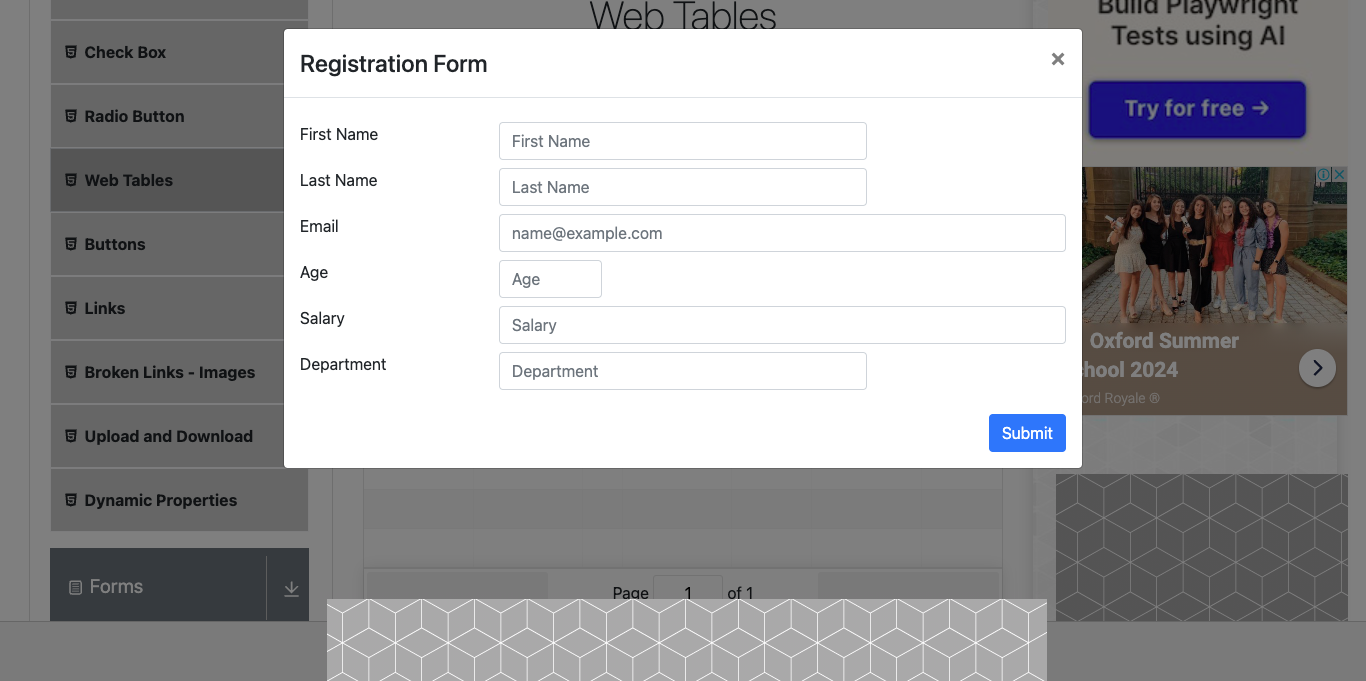 Web Tables
Check Box
Radio Button
Web Tables
Buttons
Links
Broken Links - Images
Upload and Download
Dynamic Properties
Forms
Registration Form
×
First Name
First Name
Last Name
Last Name
Email
name@example.com
Age
Age
Salary
Salary
Department
Department
Submit
Page 1 of 1
Build Playwright
Tests using AI
Try for free →
Oxford Summer
hool 2024
ord Royale ®